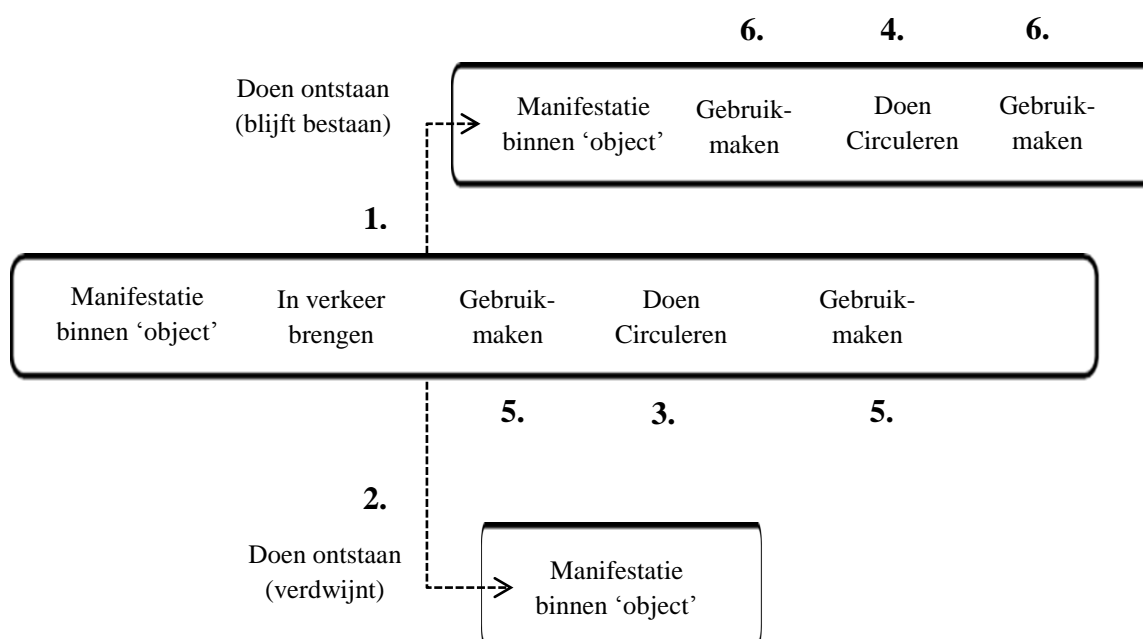 6.
4.
6.
Doen ontstaan
(blijft bestaan)
Manifestatie
binnen ‘object’
Gebruik-
maken
Doen
Circuleren
Gebruik-
maken
1.
Manifestatie
binnen ‘object’
In verkeer
brengen
Gebruik-
maken
Doen
Circuleren
Gebruik-
maken
5.
3.
5.
2.
Doen ontstaan
(verdwijnt)
Manifestatie
binnen ‘object’